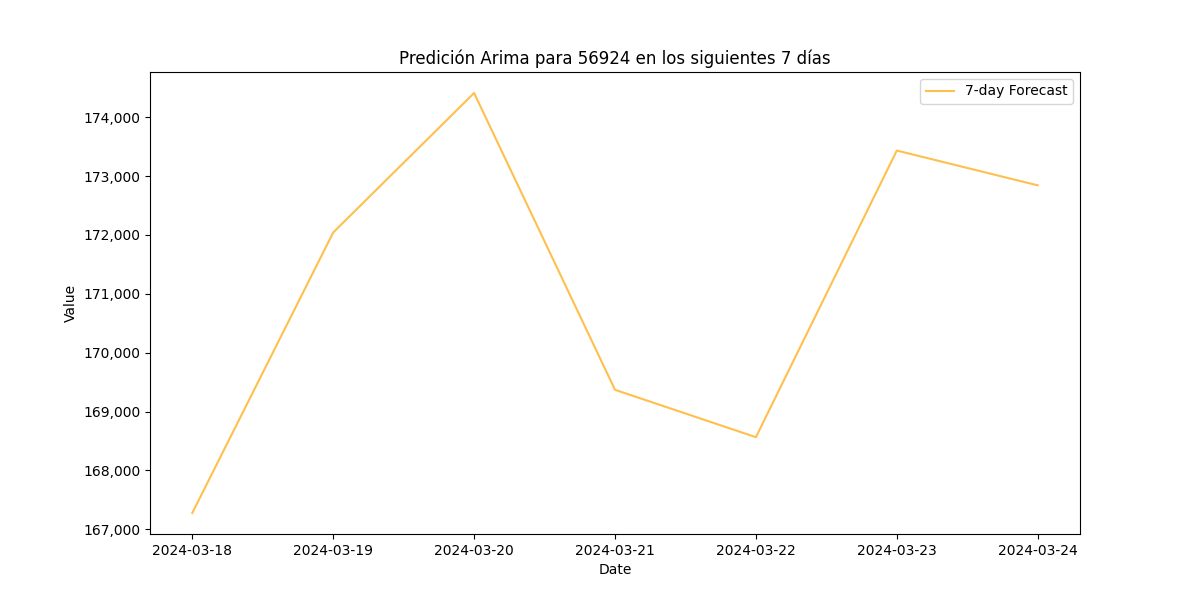 Predición Arima para 56924 en los siguientes 7 días
7-day Forecast
174,000
173,000
172,000
171,000
170,000
169,000
168,000
167,000
Value
2024-03-18 2024-03-19 2024-03-20 2024-03-21 2024-03-22 2024-03-23 2024-03-24
Date